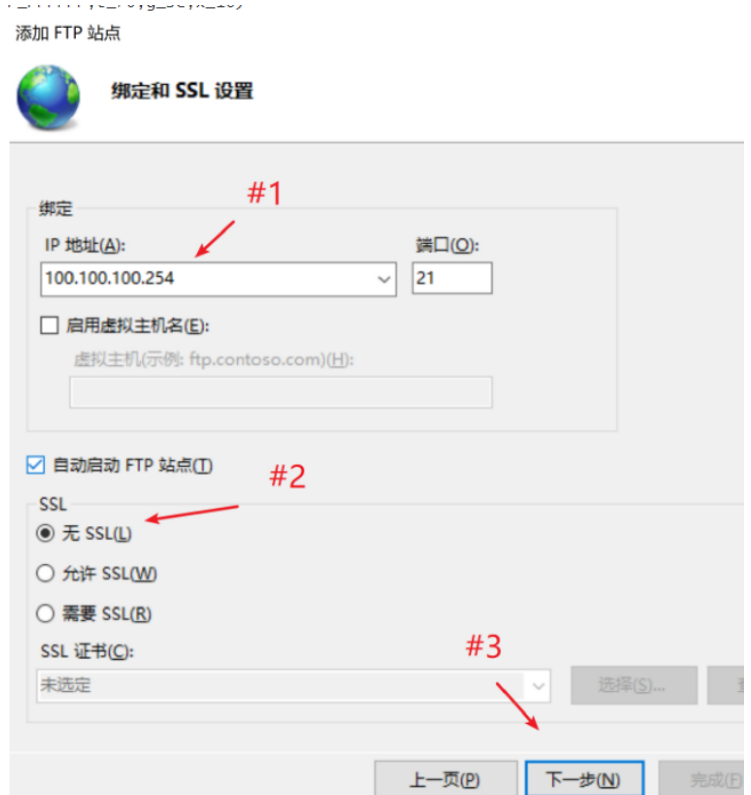 添加 FTP 站点
绑定和 SSL 设置
#1
绑定
IP 地址(A): 端口(O):
100.100.100.254 21
启用虚拟主机名(E):
虚拟主机(示例: ftp.contoso.com)(H):
自动启动 FTP 站点(T)
#2
SSL
无 SSL(L)
允许 SSL(W)
需要 SSL(R)
SSL 证书(C):
#3
未选定 选择(S)...
上一页(P) 下一步(N) 完成(F)